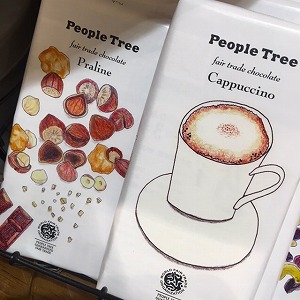 People Tree
fair trade chocolate
Praline
People Tree
fair trade chocolate
Cappuccino